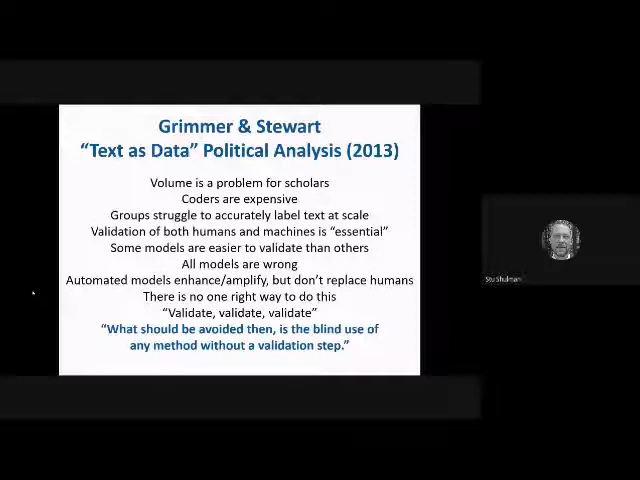 Grimmer & Stewart
“Text as Data” Political Analysis (2013)
Volume is a problem for scholars
Coders are expensive
Groups struggle to accurately label text at scale
Validation of both humans and machines is “essential”
Some models are easier to validate than others
All models are wrong
Automated models enhance/amplify, but don’t replace humans
There is no one right way to do this
“Validate, validate, validate”
“What should be avoided then, is the blind use of
any method without a validation step.”
Stu Shulman